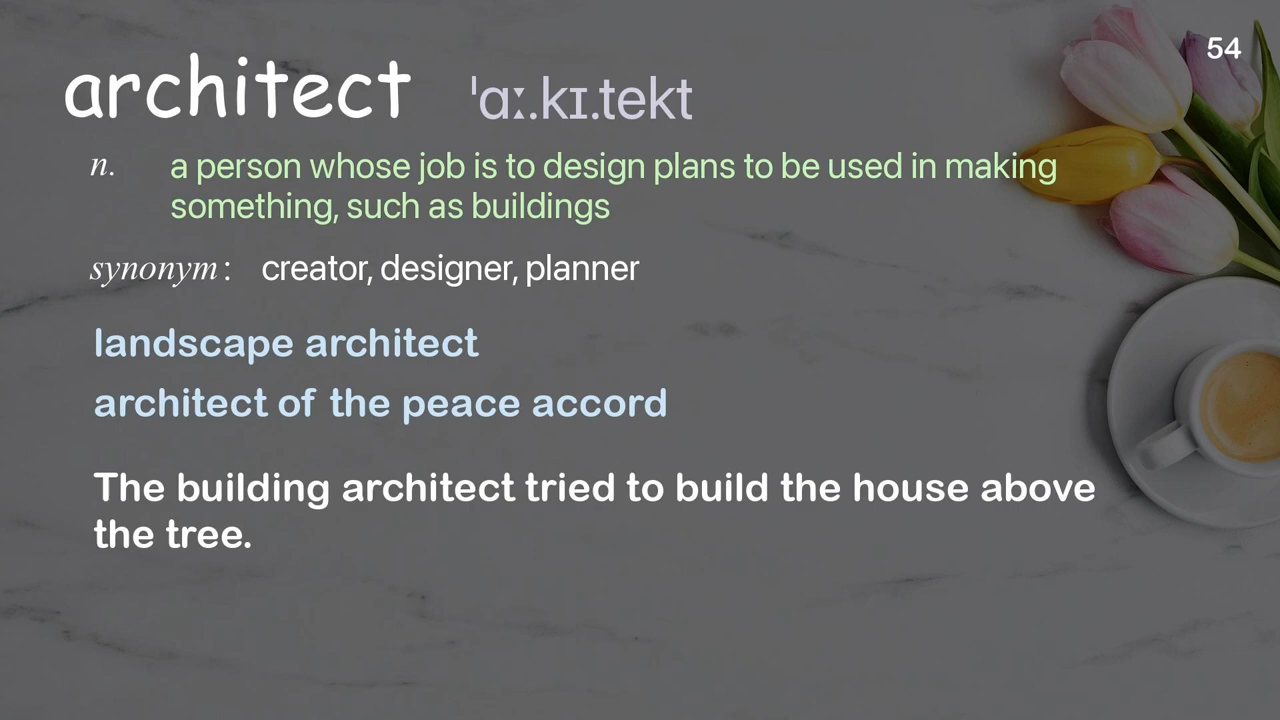 54
architect ˈɑː.kɪ.tekt
n. a person whose job is to design plans to be used in making
something, such as buildings
synonym: creator, designer, planner
landscape architect
architect of the peace accord
The building architect tried to build the house above
the tree.